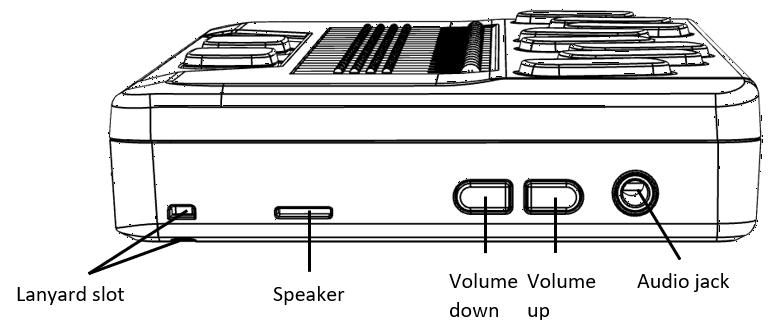 Lanyard slot
Speaker
Volume
down
Volume
up
Audio jack